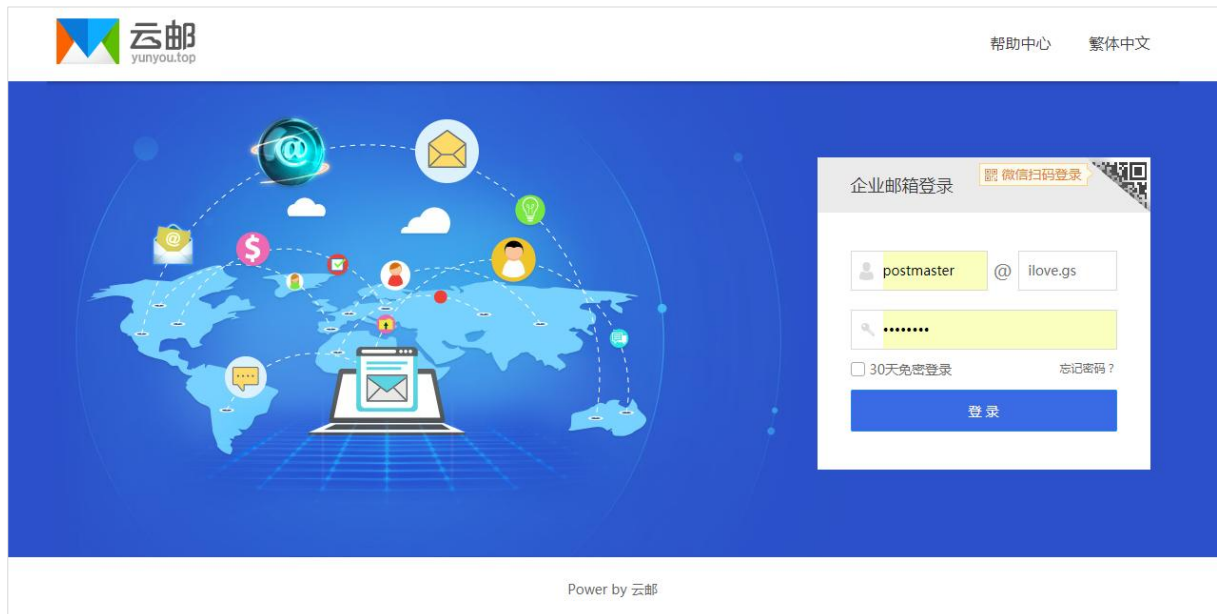 云邮
yunyou.top
帮助中心 繁体中文
企业邮箱登录
微信扫码登录
postmaster @ ilove.gs
••••••••
30天免密登录 忘记密码？
登 录
Power by 云邮